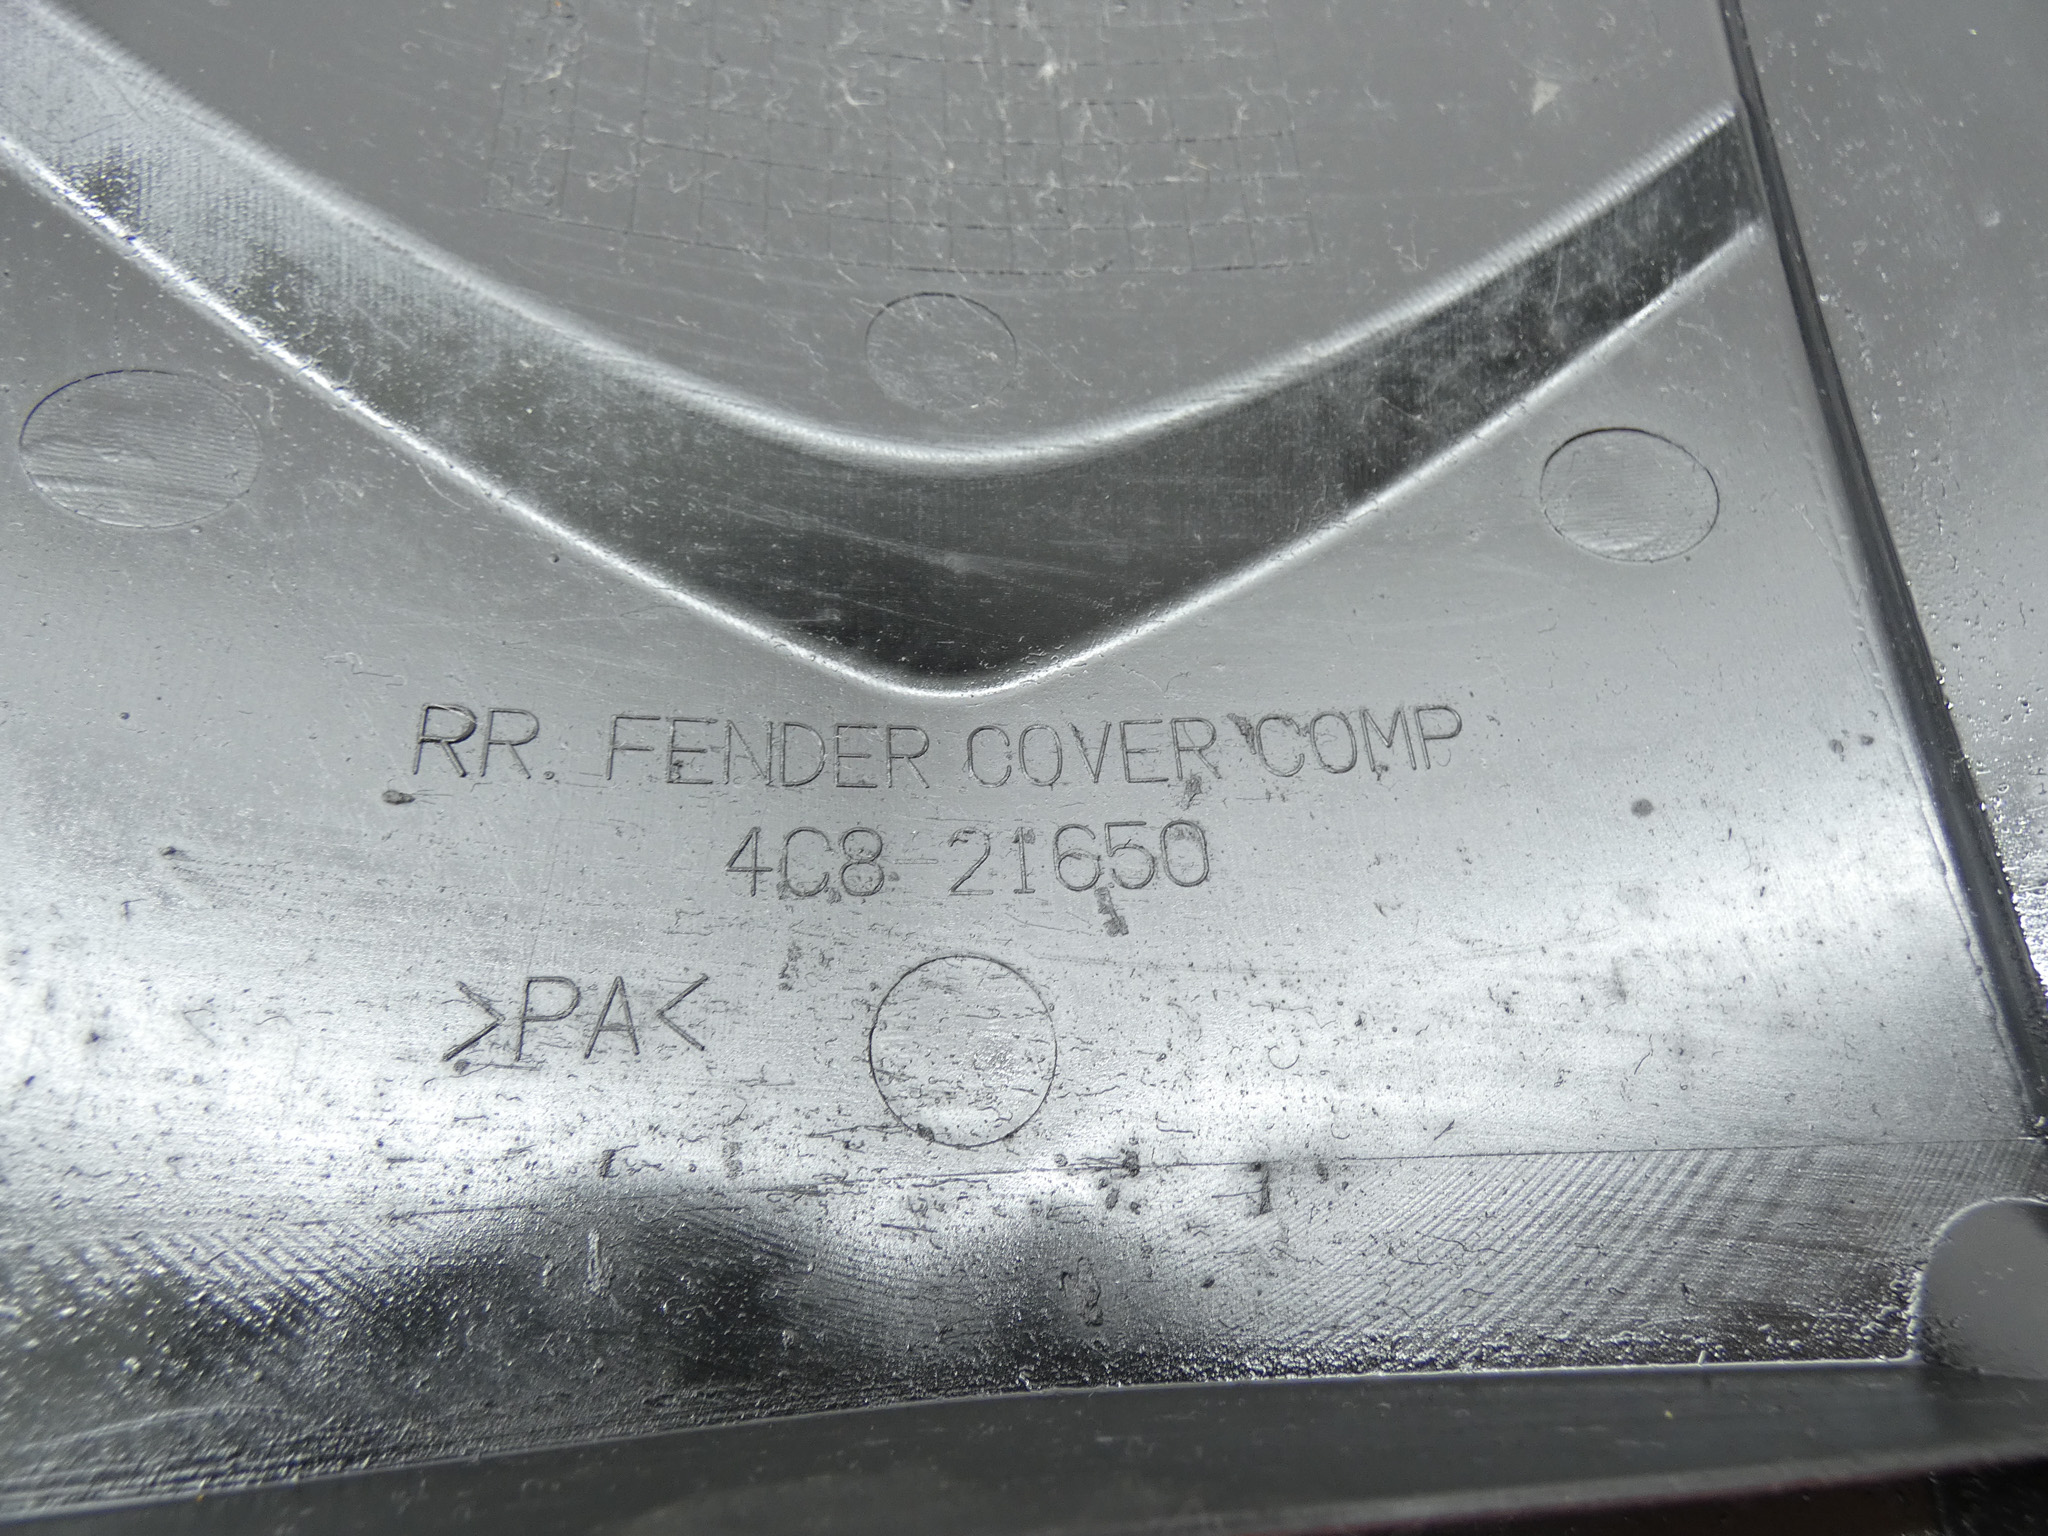 RR. FENDER COVER COMP
4C8-21650
>PA<